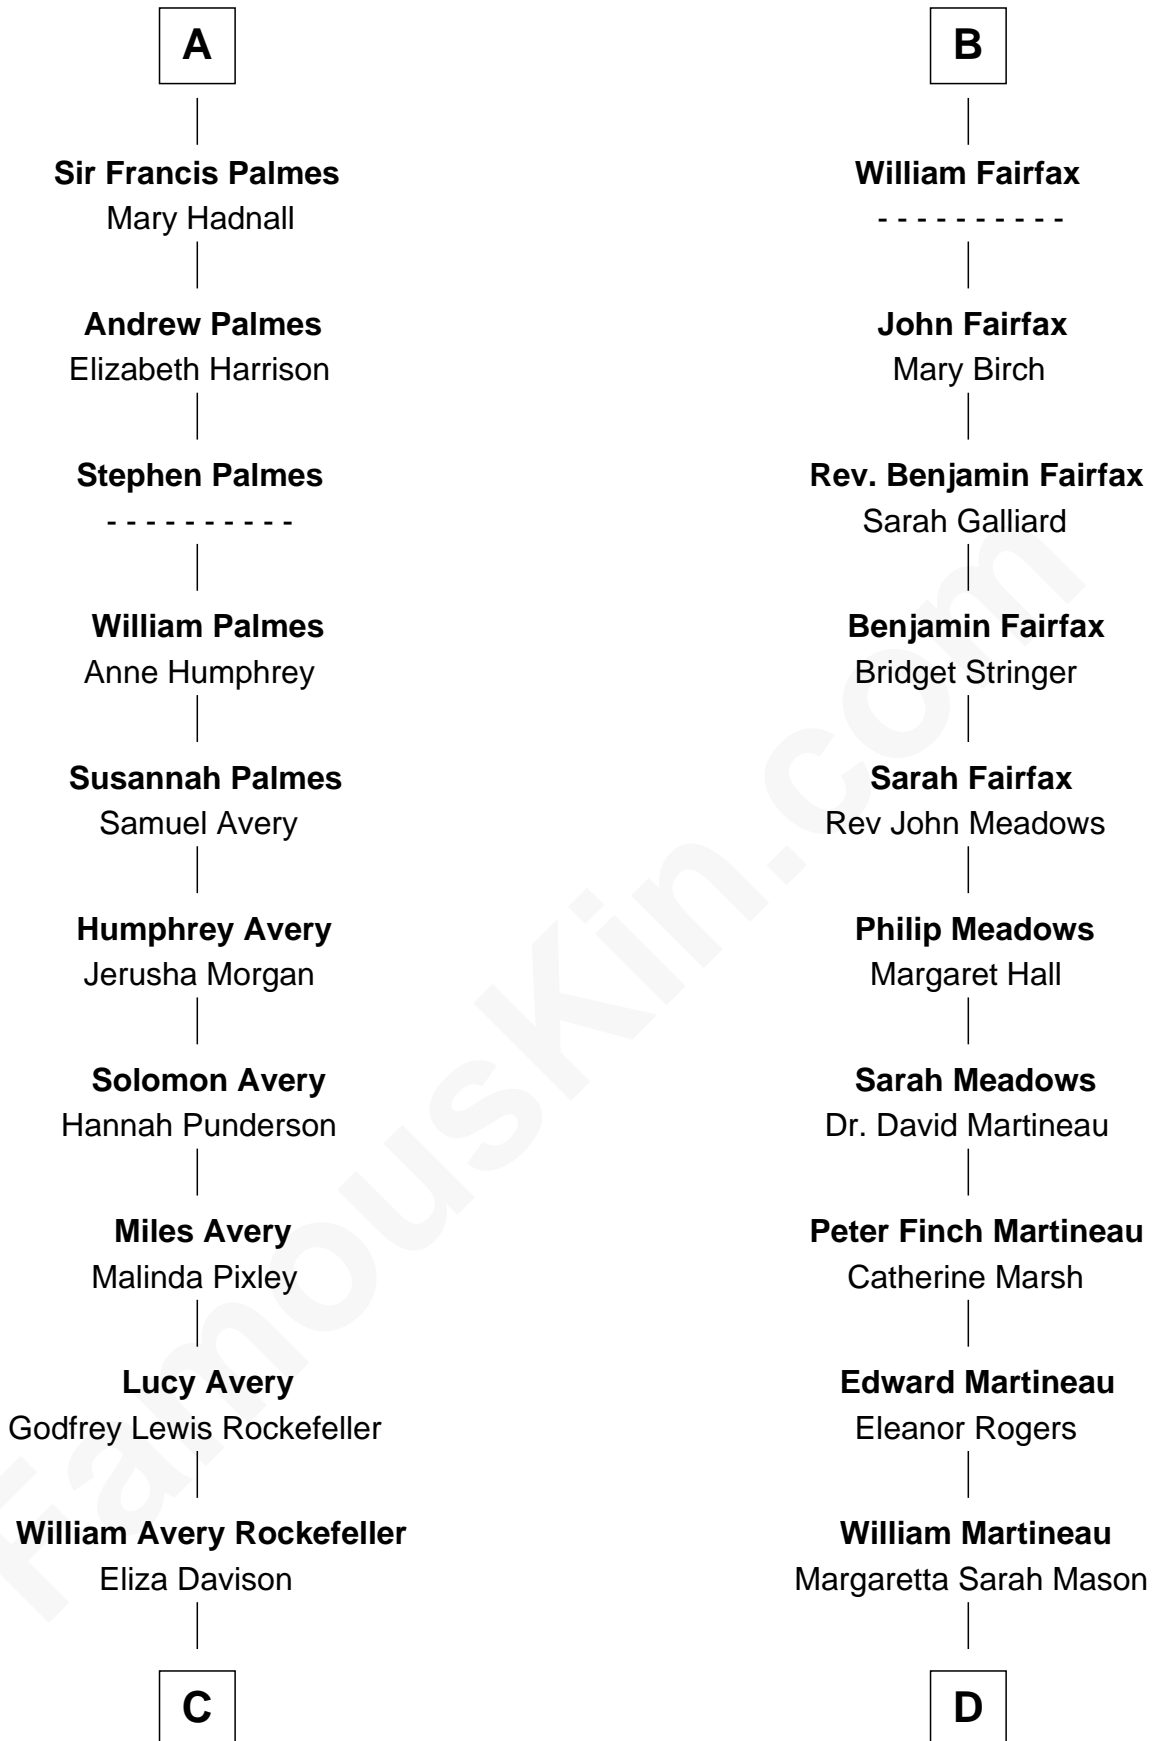 A
Sir Francis Palmes
Mary Hadnall
Andrew Palmes
Elizabeth Harrison
Stephen Palmes
- - - - - - - - - -
William Palmes
Anne Humphrey
Susannah Palmes
Samuel Avery
Humphrey Avery
Jerusha Morgan
Solomon Avery
Hannah Punderson
Miles Avery
Malinda Pixley
Lucy Avery
Godfrey Lewis Rockefeller
William Avery Rockefeller
Eliza Davison
C
B
William Fairfax
- - - - - - - - - -
John Fairfax
Mary Birch
Rev. Benjamin Fairfax
Sarah Galliard
Benjamin Fairfax
Bridget Stringer
Sarah Fairfax
Rev John Meadows
Philip Meadows
Margaret Hall
Sarah Meadows
Dr. David Martineau
Peter Finch Martineau
Catherine Marsh
Edward Martineau
Eleanor Rogers
William Martineau
Margaretta Sarah Mason
D
FamousKin.com